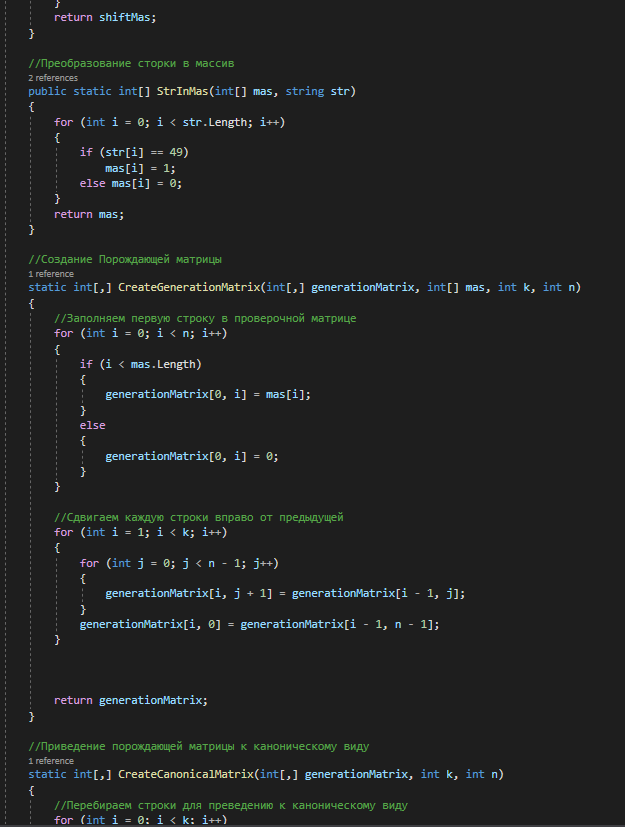 }
return shiftMas;
}
//Преобразование сторки в массив
2 references
public static int[] StrInMas(int[] mas, string str)
{
for (int i = 0; i < str.Length; i++)
{
if (str[i] == 49)
mas[i] = 1;
else mas[i] = 0;
}
return mas;
}
//Создание Порождающей матрицы
1 reference
static int[,] CreateGenerationMatrix(int[,] generationMatrix, int[] mas, int k, int n)
{
//Заполняем первую строку в проверочной матрице
for (int i = 0; i < n; i++)
{
if (i < mas.Length)
{
generationMatrix[0, i] = mas[i];
}
else
{
generationMatrix[0, i] = 0;
}
}
//Сдвигаем каждую строки вправо от предыдущей
for (int i = 1; i < k; i++)
{
for (int j = 0; j < n - 1; j++)
{
generationMatrix[i, j + 1] = generationMatrix[i - 1, j];
}
generationMatrix[i, 0] = generationMatrix[i - 1, n - 1];
}
return generationMatrix;
}
//Приведение порождающей матрицы к каноническому виду
1 reference
static int[,] CreateCanonicalMatrix(int[,] generationMatrix, int k, int n)
{
//Перебираем строки для преведению к каноническому виду
for (int i = 0; i < k; i++)